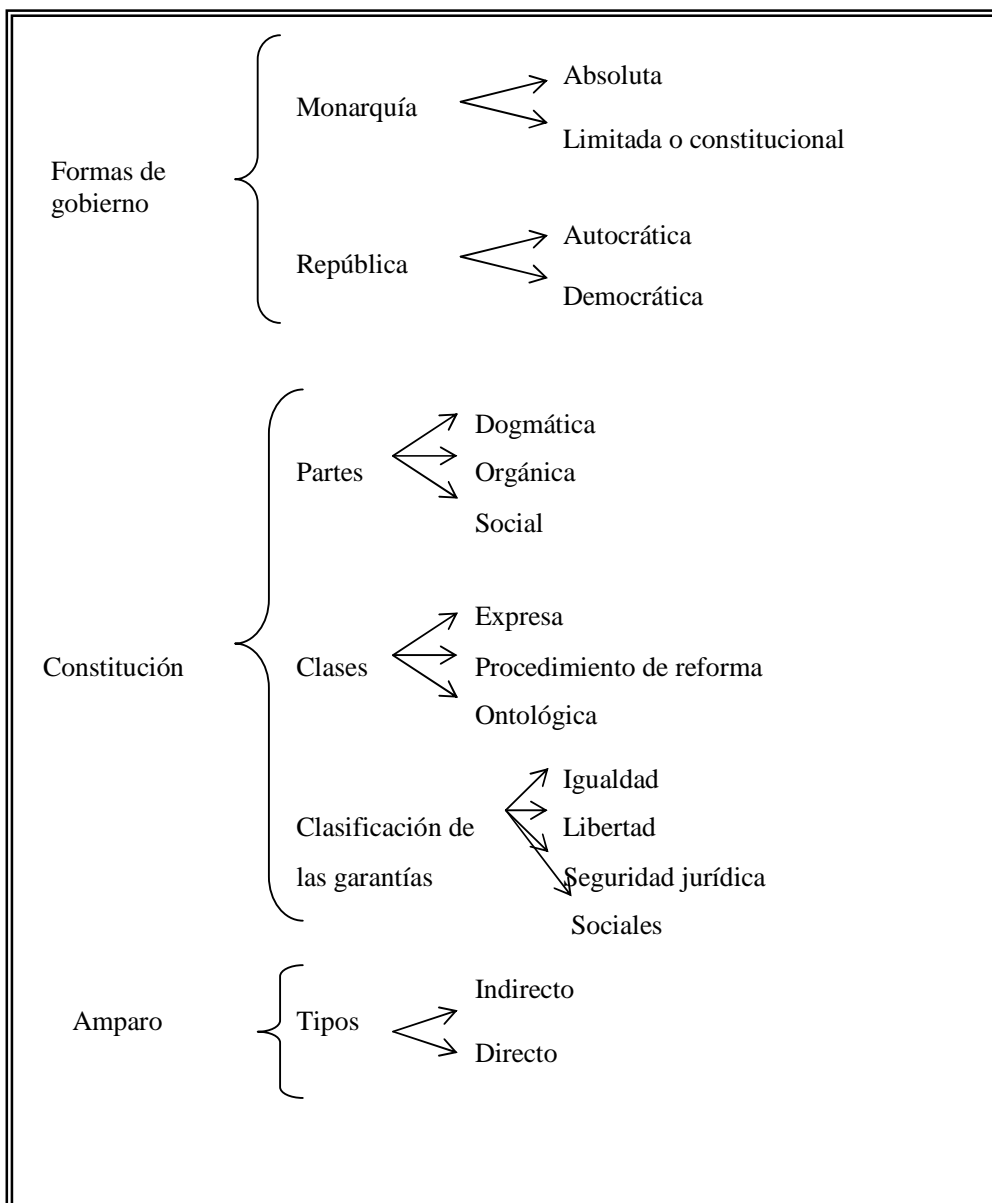 Formas de
gobierno
Monarquía
Absoluta
Limitada o constitucional
República
Autocrática
Democrática
Constitución
Partes
Dogmática
Orgánica
Social
Clases
Expresa
Procedimiento de reforma
Ontológica
Clasificación de
las garantías
Igualdad
Libertad
Seguridad jurídica
Sociales
Amparo
Tipos
Indirecto
Directo